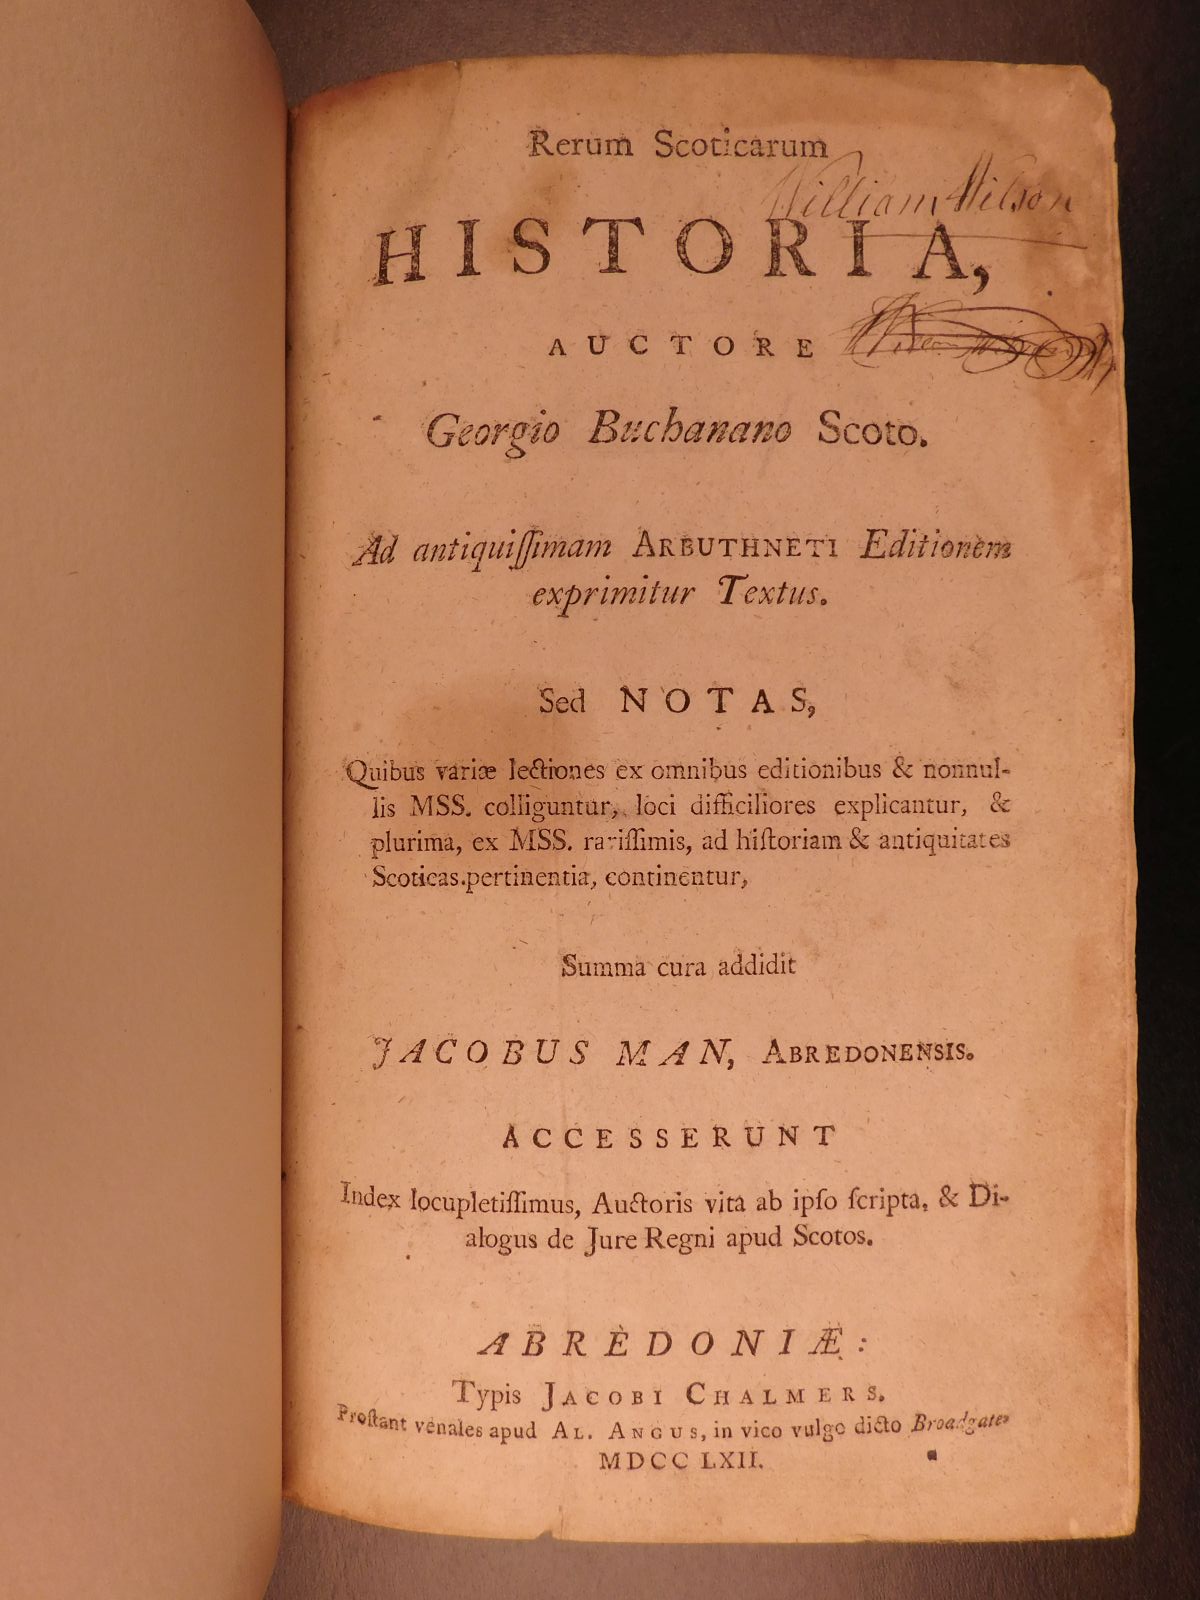 Rerum Scoticarum
William Wilson
HISTORIA,
AUCTORE
Georgio Buchanano Scoto.
Ad antiquiſſimam ARBUTHNETI Editionem
exprimitur Textus.
Sed NOTAS,
Quibus variæ lectiones ex omnibus editionibus & nonnul-
lis MSS. colliguntur, loci difficiliores explicantur, &
plurima, ex MSS. rariſſimis, ad hiſtoriam & antiquitates
Scoticas pertinentia, continentur,
Summa cura addidit
JACOBUS MAN, ABREDONENSIS.
ACCESSERUNT
Index locupletiſſimus, Auctoris vita ab ipſo ſcripta, & Di-
alogus de Jure Regni apud Scotos.
ABREDONIÆ:
Typis JACOBI CHALMERS.
Proſtant venales apud AL. ANGUS, in vico vulgo dicto Broadgate
MDCC LXII.